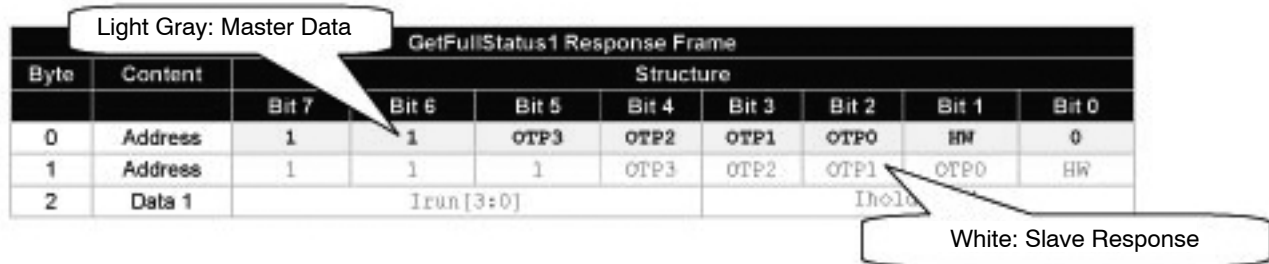 Light Gray: Master Data
GetFullStatus1 Response Frame
Byte Content Structure
Bit 7 Bit 6 Bit 5 Bit 4 Bit 3 Bit 2 Bit 1 Bit 0
0 Address 1 1 OTP3 OTP2 OTP1 OTP0 HW 0
1 Address 1 1 1 OTP3 OTP2 OTP1 OTP0 HW
2 Data 1 Irun[3:0]
White: Slave Response